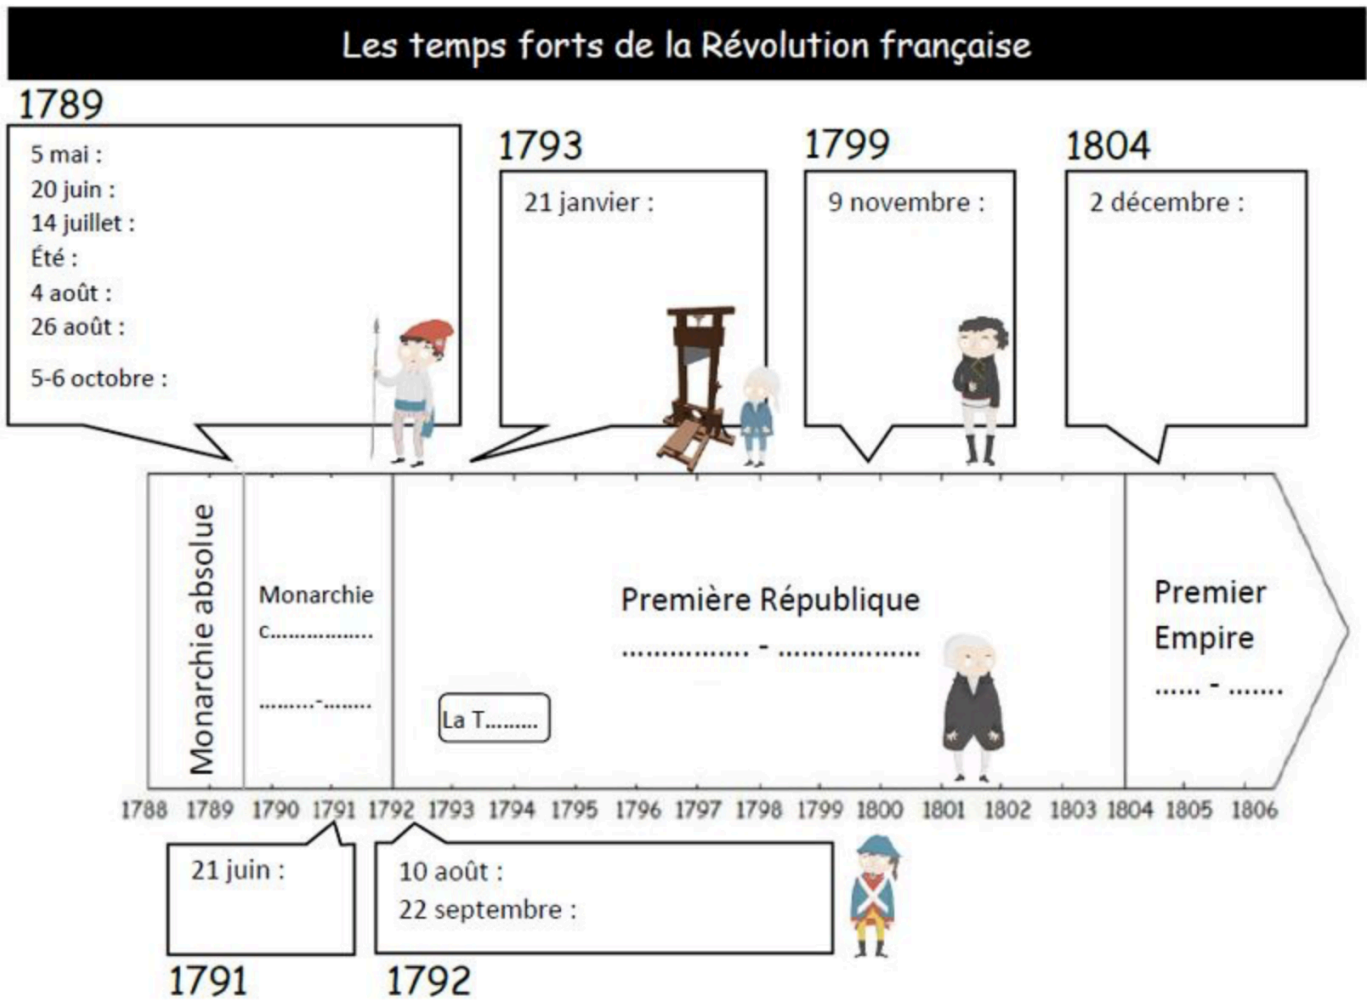 Les temps forts de la Révolution française
1789
5 mai :
20 juin :
14 juillet :
Été :
4 août :
26 août :
5-6 octobre :
1793
21 janvier :
1799
9 novembre :
1804
2 décembre :
Monarchie absolue
Monarchie
c..................
.........-........
Première République
............... - .................
La T.........
Premier
Empire
...... - .......
1788 1789 1790 1791 1792 1793 1794 1795 1796 1797 1798 1799 1800 1801 1802 1803 1804 1805 1806
21 juin :
1791
10 août :
22 septembre :
1792